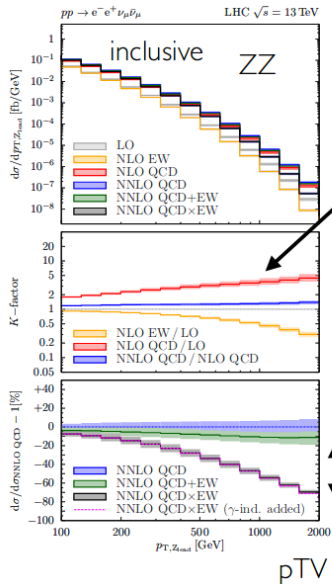 pp → e⁻e⁺ν_μν̄_μ LHC √s = 13 TeV
inclusive ZZ
dσ/dp_T,Z_lead [fb/GeV]
10⁰
10⁻¹
10⁻²
10⁻³
10⁻⁴
10⁻⁵
10⁻⁶
10⁻⁷
10⁻⁸
LO
NLO EW
NLO QCD
NNLO QCD
NNLO QCD+EW
NNLO QCD×EW
K−factor
20
10
5
2
1
0.5
0.2
0.1
0.05
NLO EW/LO
NLO QCD/LO
NNLO QCD/NLO QCD
dσ/dσ_NNLO QCD − 1[%]
+40
+20
0
−20
−40
−60
−80
−100
NNLO QCD
NNLO QCD+EW
NNLO QCD×EW
NNLO QCD×EW (γ-ind. added)
100 200 500 1000 2000
p_T,Z_lead [GeV]
pTV